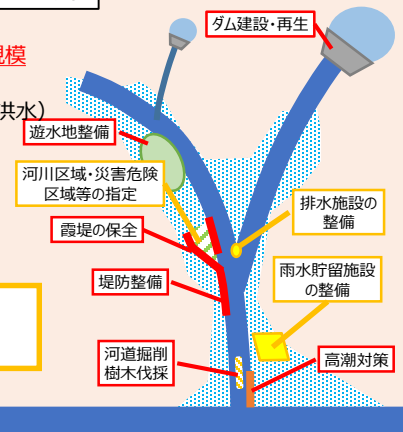 ダム建設・再生
規模
洪水）
遊水地整備
河川区域・災害危険
区域等の指定
排水施設の
整備
霞堤の保全
雨水貯留施設
の整備
堤防整備
河道掘削
樹木伐採
高潮対策